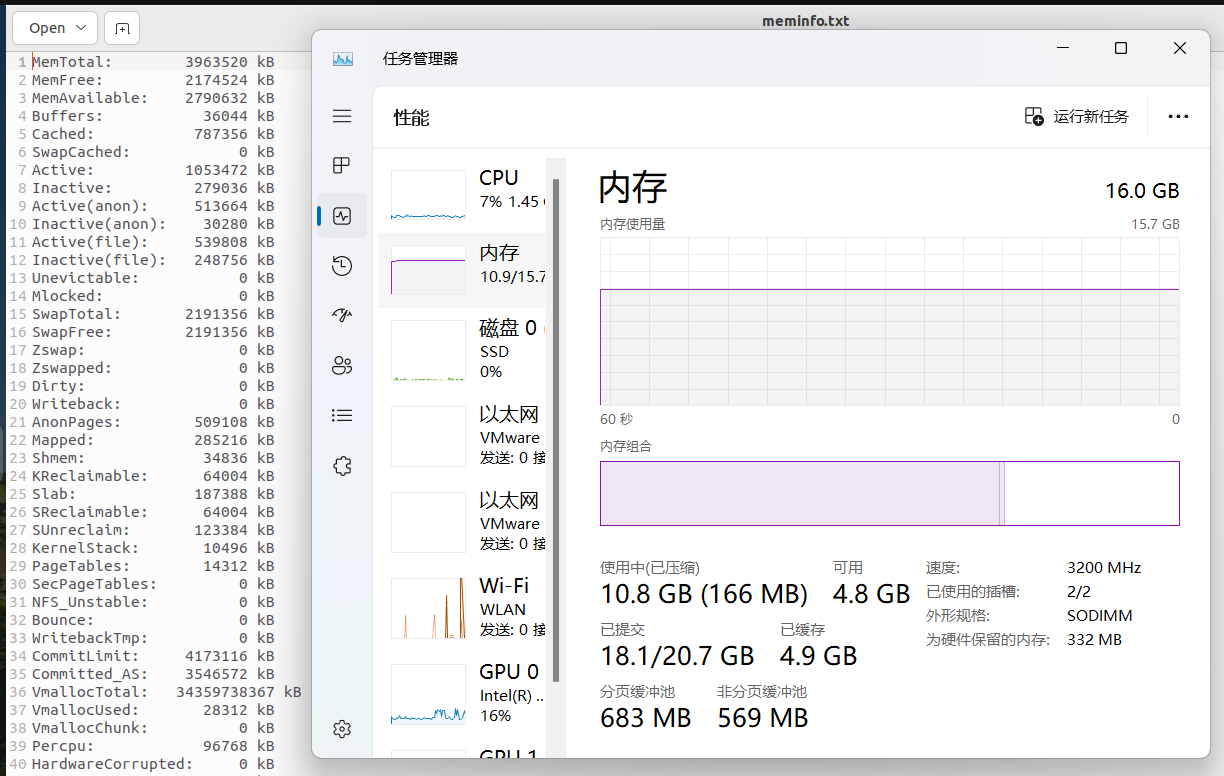 Open
meminfo.txt
1 MemTotal: 3963520 kB
2 MemFree: 2174524 kB
3 MemAvailable: 2790632 kB
4 Buffers: 36044 kB
5 Cached: 787356 kB
6 SwapCached: 0 kB
7 Active: 1053472 kB
8 Inactive: 279036 kB
9 Active(anon): 513664 kB
10 Inactive(anon): 30280 kB
11 Active(file): 539808 kB
12 Inactive(file): 248756 kB
13 Unevictable: 0 kB
14 Mlocked: 0 kB
15 SwapTotal: 2191356 kB
16 SwapFree: 2191356 kB
17 Zswap: 0 kB
18 Zswapped: 0 kB
19 Dirty: 0 kB
20 Writeback: 0 kB
21 AnonPages: 509108 kB
22 Mapped: 285216 kB
23 Shmem: 34836 kB
24 KReclaimable: 64004 kB
25 Slab: 187388 kB
26 SReclaimable: 64004 kB
27 SUnreclaim: 123384 kB
28 KernelStack: 10496 kB
29 PageTables: 14312 kB
30 SecPageTables: 0 kB
31 NFS_Unstable: 0 kB
32 Bounce: 0 kB
33 WritebackTmp: 0 kB
34 CommitLimit: 4173116 kB
35 Committed_AS: 3546572 kB
36 VmallocTotal: 34359738367 kB
37 VmallocUsed: 28312 kB
38 VmallocChunk: 0 kB
39 Percpu: 96768 kB
40 HardwareCorrupted: 0 kB
任务管理器
性能
运行新任务
CPU
7% 1.45
内存
10.9/15.7
磁盘 0
SSD
0%
以太网
VMware
发送: 0 接
以太网
VMware
发送: 0 接
Wi-Fi
WLAN
发送: 0 接
GPU 0
Intel(R) ...
16%
GPU 1
内存
16.0 GB
内存使用量
15.7 GB
60 秒
0
内存组合
使用中(已压缩)
10.8 GB (166 MB)
可用
4.8 GB
已提交
18.1/20.7 GB
已缓存
4.9 GB
分页缓冲池
683 MB
非分页缓冲池
569 MB
速度: 3200 MHz
已使用的插槽: 2/2
外形规格: SODIMM
为硬件保留的内存: 332 MB